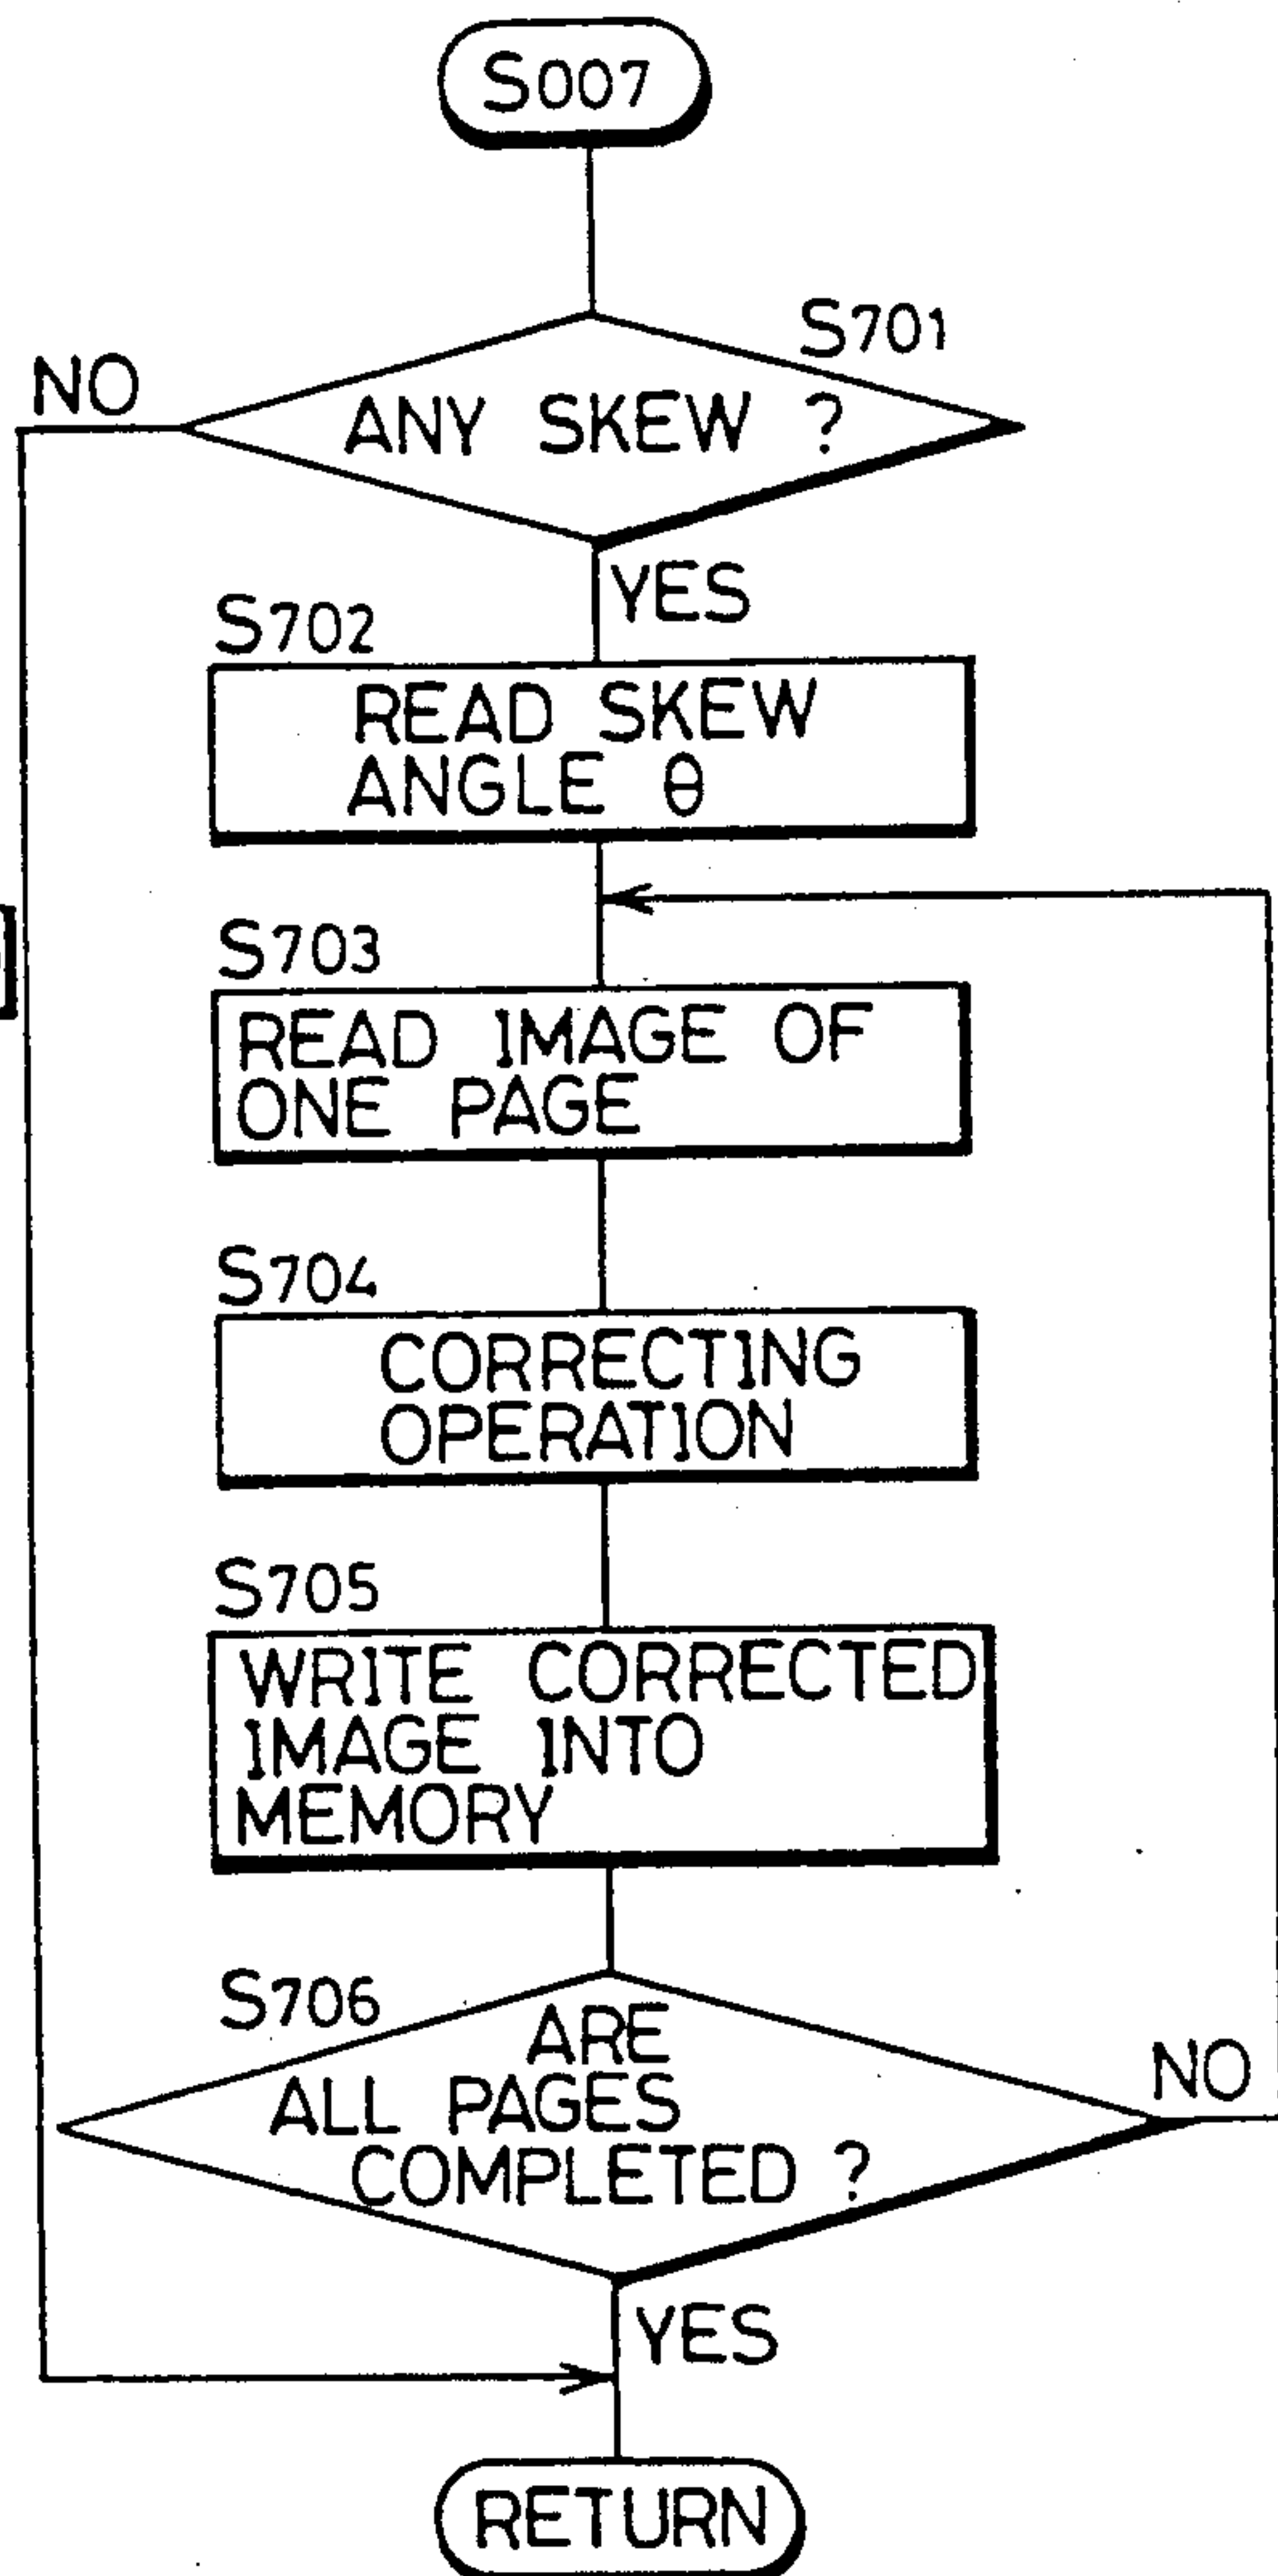 S007
S701
NO
ANY SKEW ?
YES
S702
READ SKEW
ANGLE θ
S703
READ IMAGE OF
ONE PAGE
S704
CORRECTING
OPERATION
S705
WRITE CORRECTED
IMAGE INTO
MEMORY
S706
ARE
ALL PAGES
COMPLETED ?
NO
YES
RETURN